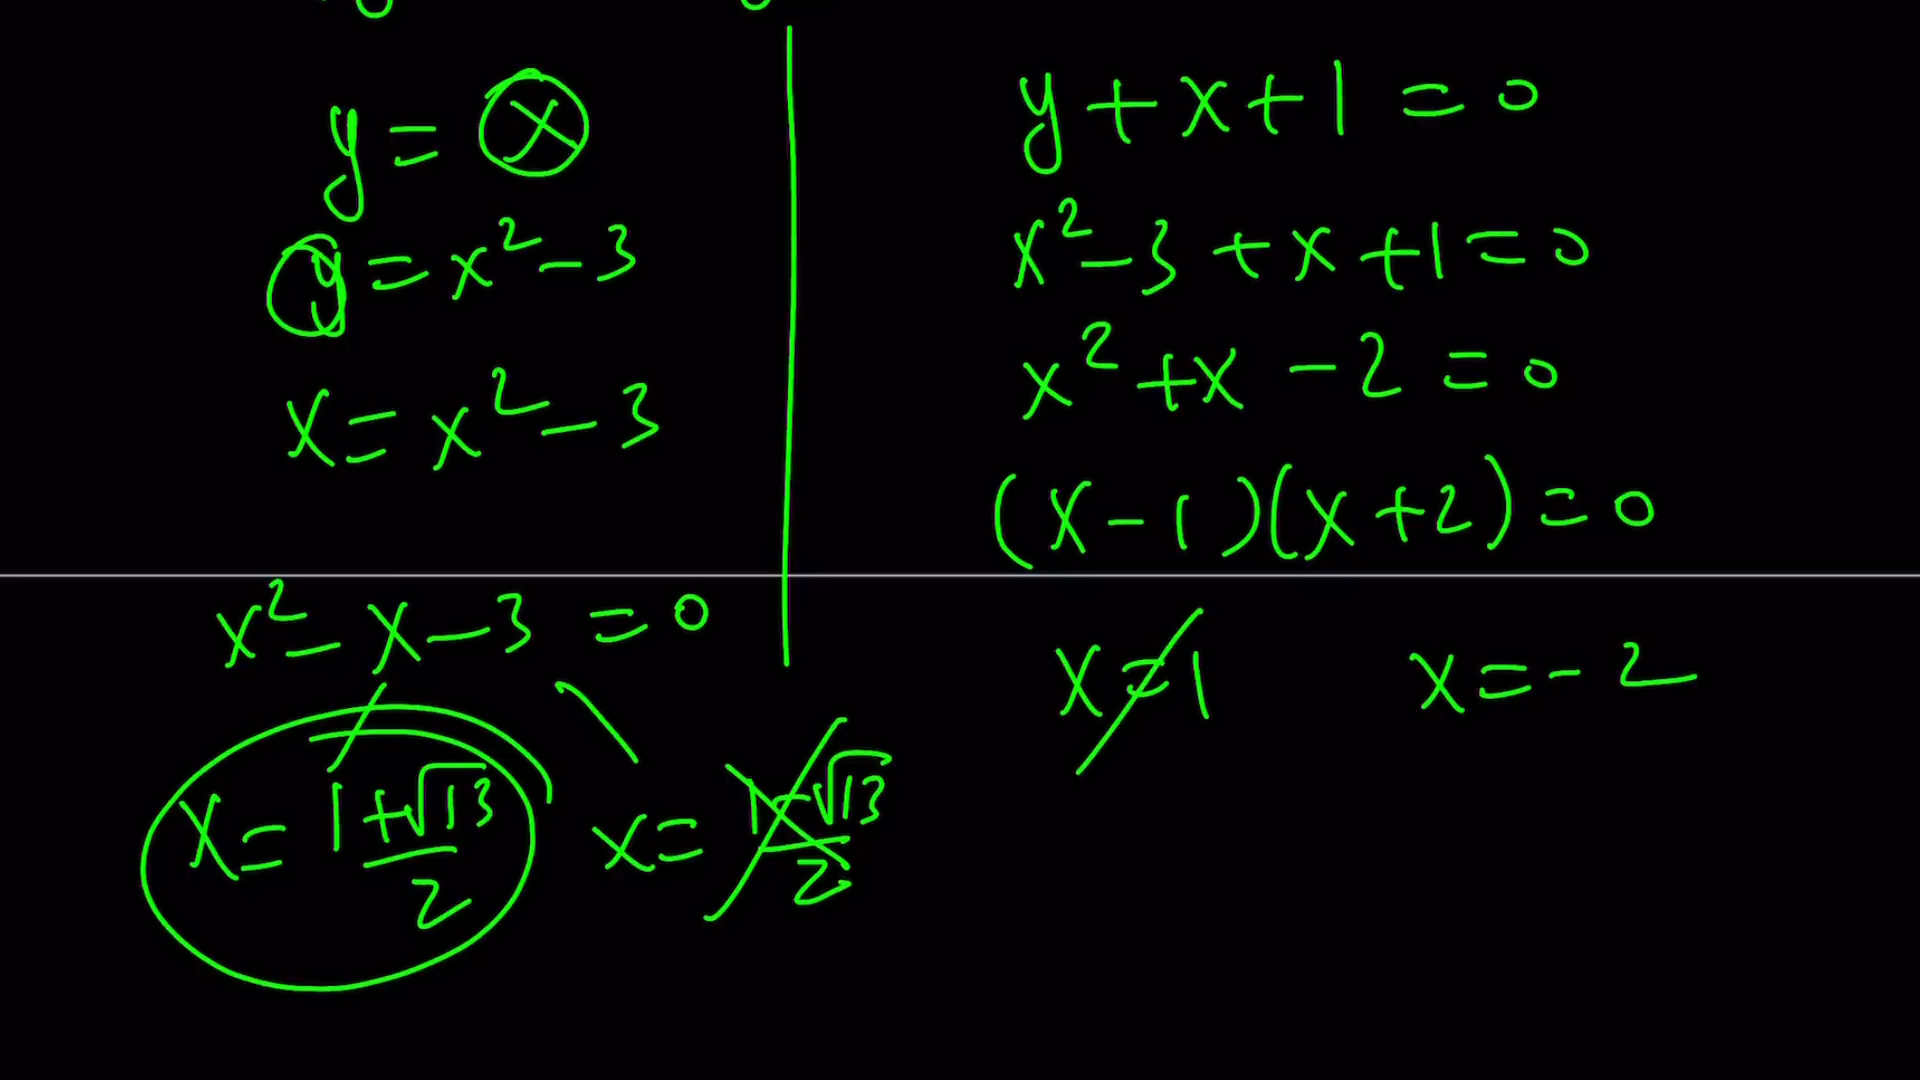 y = x
y = x² - 3
x = x² - 3
x² - x - 3 = 0
x = (1 + √13)/2
x = (1 - √13)/2
y + x + 1 = 0
x² - 3 + x + 1 = 0
x² + x - 2 = 0
(x - 1)(x + 2) = 0
x = 1
x = -2